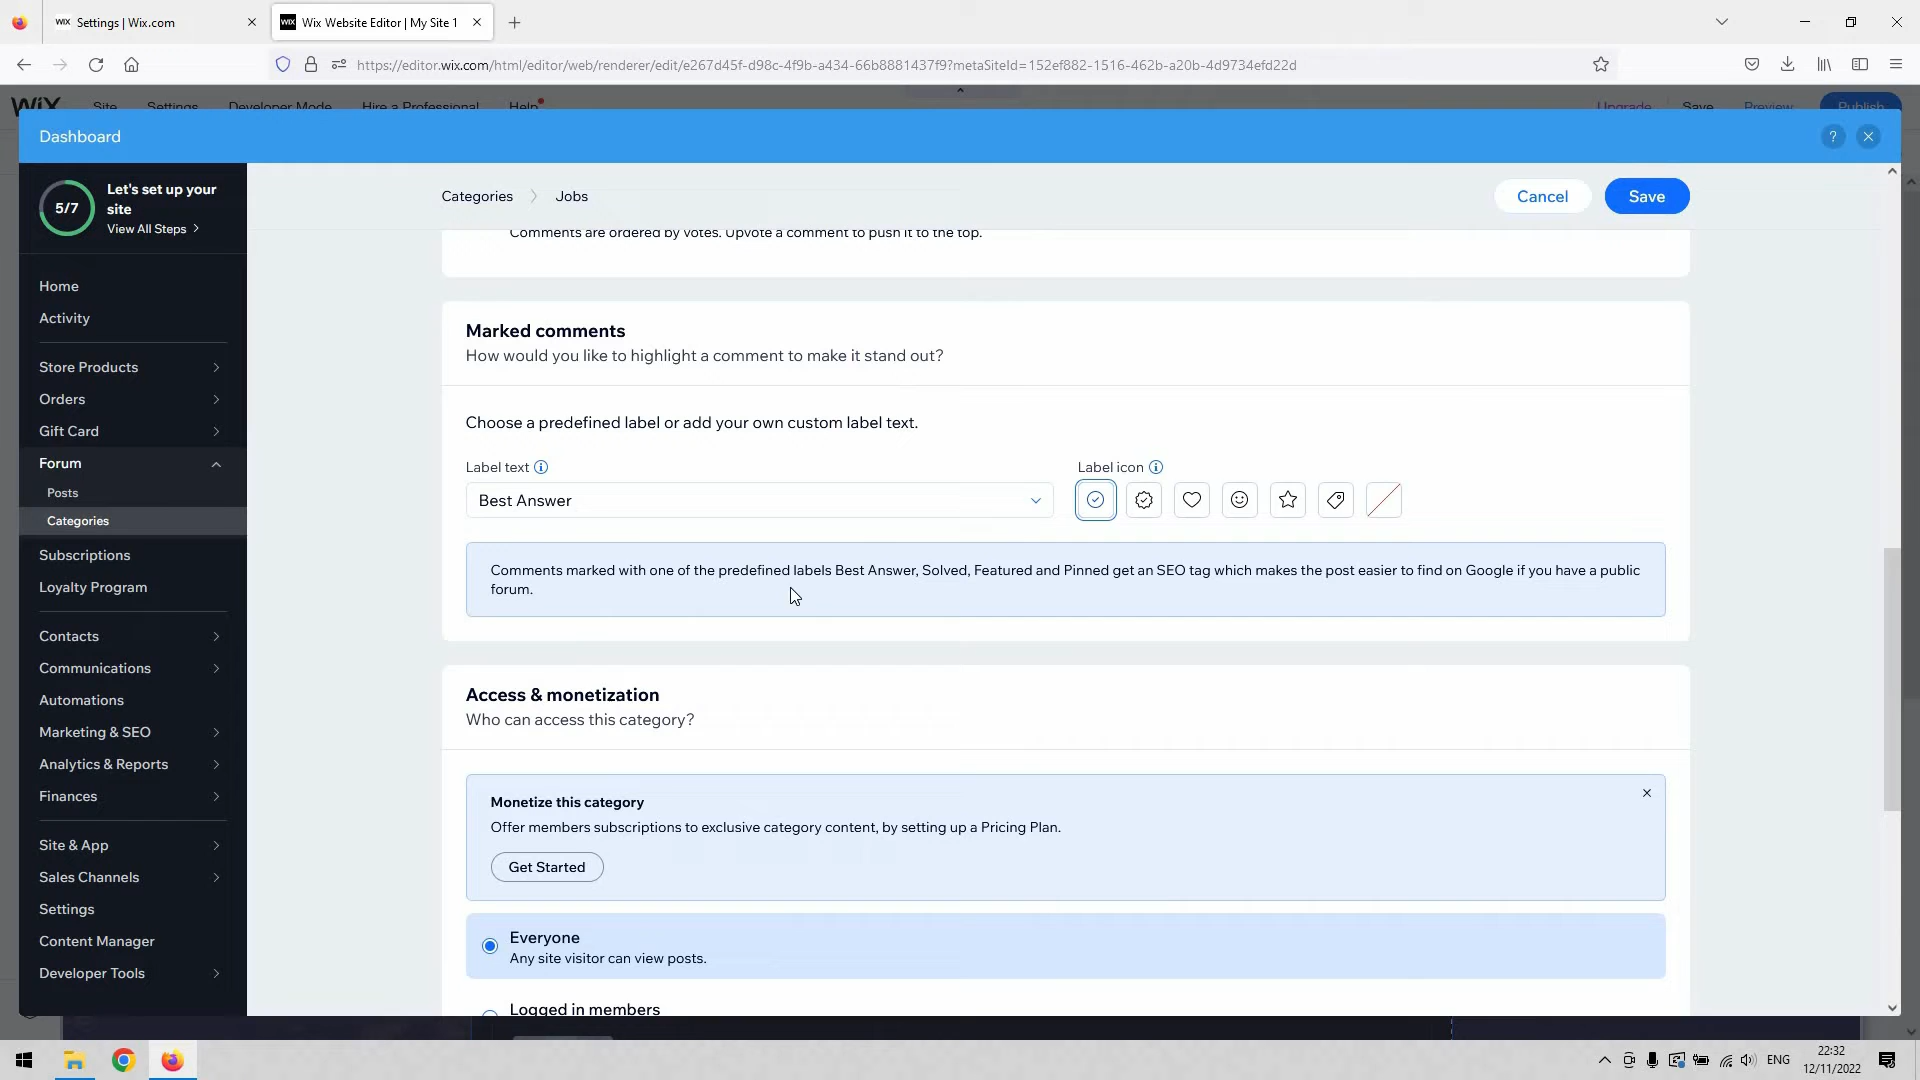 Settings | Wix.com
Wix Website Editor | My Site 1
https://editor.wix.com/html/editor/web/renderer/edit/e267d45f-d98c-4f9b-a434-66b8881437f9?metaSiteId=152ef882-1516-462b-a20b-4d9734efd22d
WiX Site Settings Developer Mode Hire a Professional Help Upgrade Save Preview Publish
Dashboard
?
5/7
Let's set up your
site
View All Steps
Categories Jobs Cancel Save
Comments are ordered by votes. Upvote a comment to push it to the top.
Home
Activity
Store Products
Orders
Gift Card
Forum
Posts
Categories
Subscriptions
Loyalty Program
Contacts
Communications
Automations
Marketing & SEO
Analytics & Reports
Finances
Site & App
Sales Channels
Settings
Content Manager
Developer Tools
Marked comments
How would you like to highlight a comment to make it stand out?
Choose a predefined label or add your own custom label text.
Label text Label icon
Best Answer
Comments marked with one of the predefined labels Best Answer, Solved, Featured and Pinned get an SEO tag which makes the post easier to find on Google if you have a public
forum.
Access & monetization
Who can access this category?
Monetize this category
Offer members subscriptions to exclusive category content, by setting up a Pricing Plan.
Get Started
Everyone
Any site visitor can view posts.
Logged in members
ENG
22:32
12/11/2022